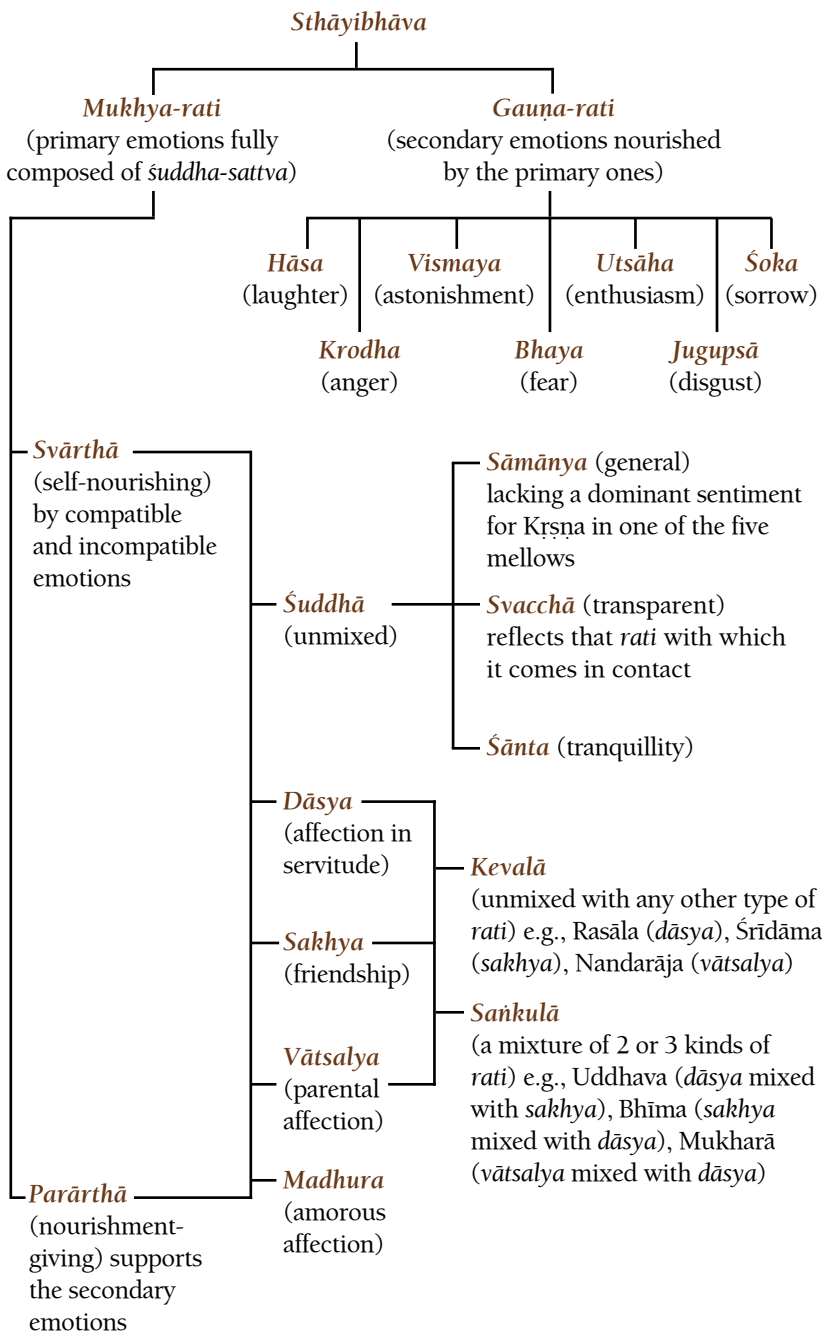 Sthāyibhāva
Mukhya-rati
(primary emotions fully
composed of śuddha-sattva)
Gauṇa-rati
(secondary emotions nourished
by the primary ones)
Hāsa
(laughter)
Vismaya
(astonishment)
Utsāha
(enthusiasm)
Śoka
(sorrow)
Krodha
(anger)
Bhaya
(fear)
Jugupsā
(disgust)
Svārthā
(self-nourishing)
by compatible
and incompatible
emotions
Śuddhā
(unmixed)
Sāmānya (general)
lacking a dominant sentiment
for Kṛṣṇa in one of the five
mellows
Svacchā (transparent)
reflects that rati with which
it comes in contact
Śānta (tranquillity)
Dāsya
(affection in
servitude)
Sakhya
(friendship)
Vātsalya
(parental
affection)
Madhura
(amorous
affection)
Kevalā
(unmixed with any other type of
rati) e.g., Rasāla (dāsya), Śrīdāma
(sakhya), Nandarāja (vātsalya)
Saṅkulā
(a mixture of 2 or 3 kinds of
rati) e.g., Uddhava (dāsya mixed
with sakhya), Bhīma (sakhya
mixed with dāsya), Mukharā
(vātsalya mixed with dāsya)
Parārthā
(nourishment-
giving) supports
the secondary
emotions